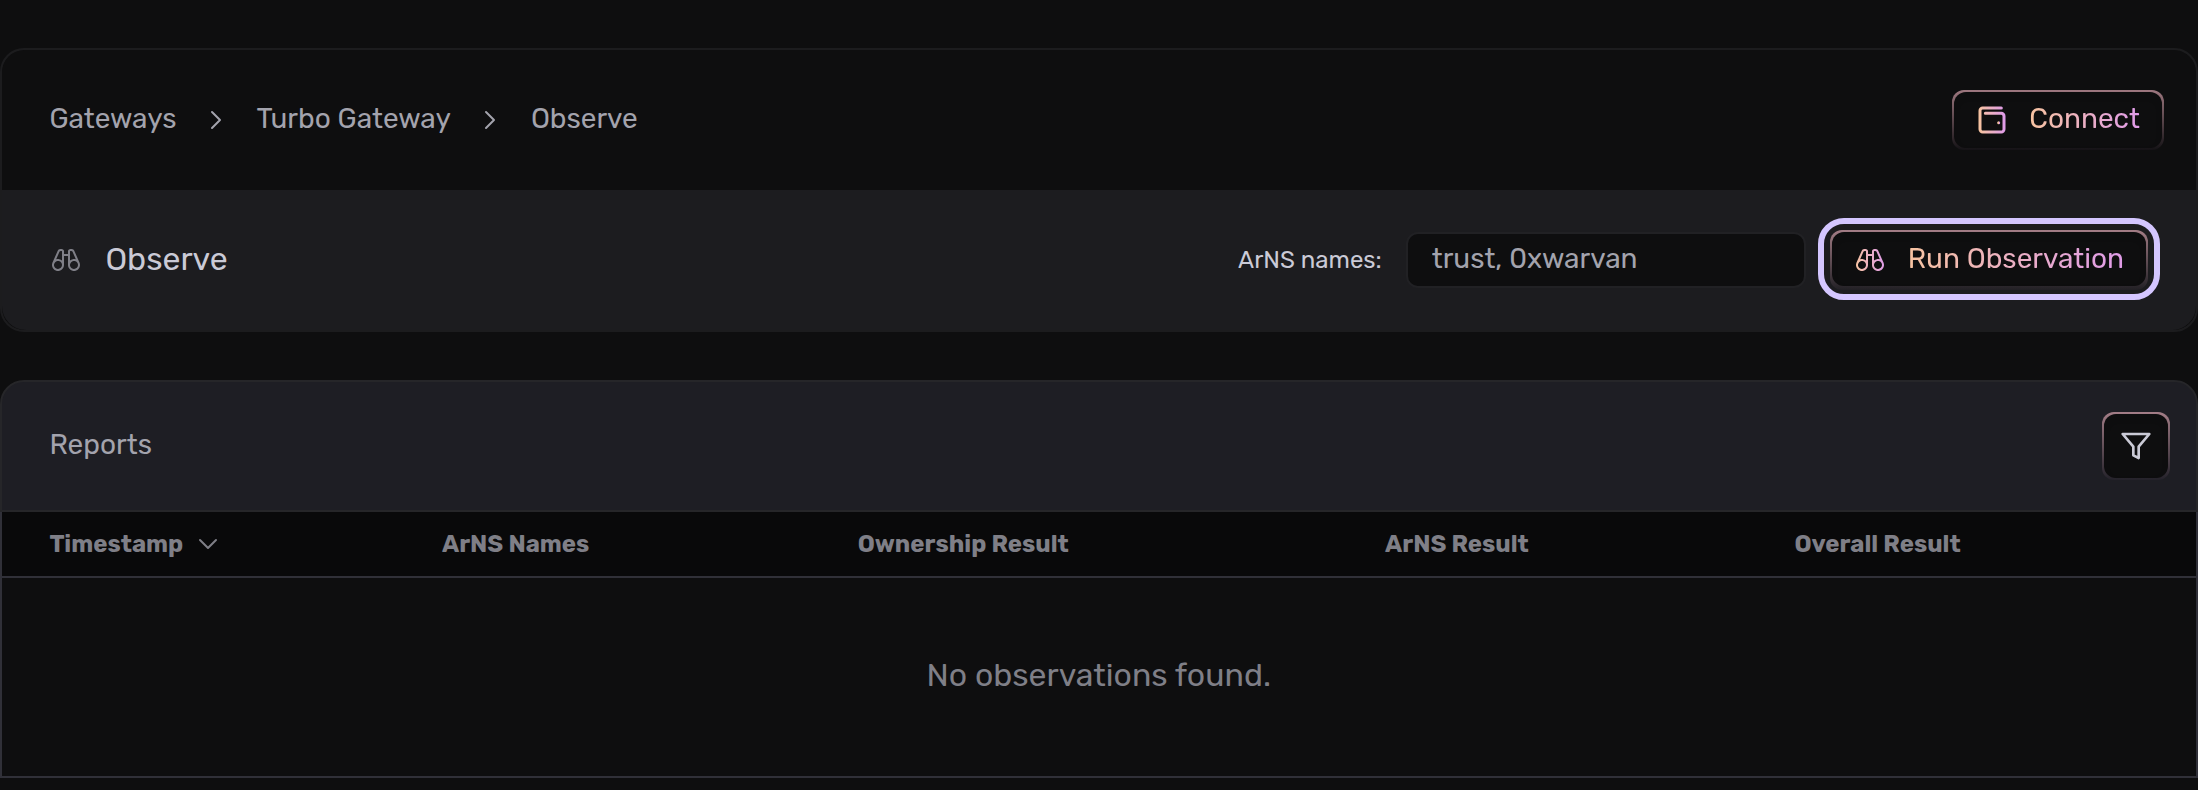 Gateways > Turbo Gateway > Observe
Connect
Observe
ArNS names: trust, 0xwarvan
Run Observation
Reports
Timestamp ArNS Names Ownership Result ArNS Result Overall Result
No observations found.